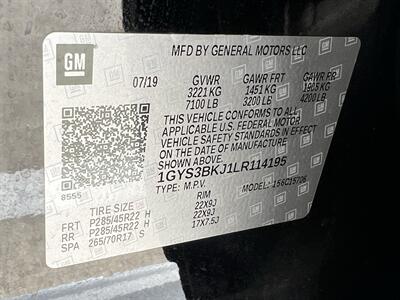 GM
MFD BY GENERAL MOTORS LLC
07/19 GVWR GAWR FRT GAWR RR
3221 KG 1451 KG 1905 KG
7100 LB 3200 LB 4200 LB
THIS VEHICLE CONFORMS TO ALL APPLICABLE
U.S. FEDERAL MOTOR
VEHICLE SAFETY STANDARDS IN EFFECT
ON THE DATE OF MANUFACTURE
SHOWN ABOVE.
1GYS3BKJ1LR114195
TYPE: M.P.V. MODEL: 1S6C15706
8555
TIRE SIZE RIM
FRT P285/45R22 H 22X9J
RR P285/45R22 H 22X9J
SPA 265/70R17 S 17X7.5J